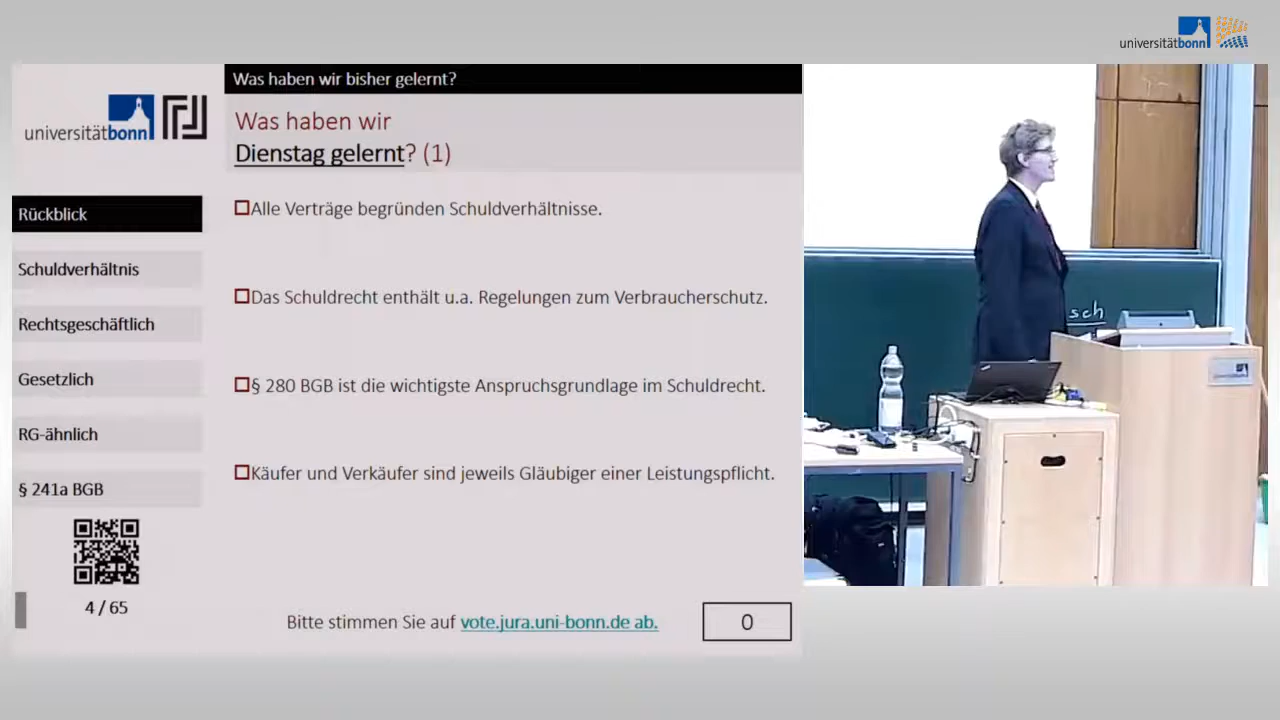 universitätbonn
Was haben wir bisher gelernt?
universitätbonn
Was haben wir
Dienstag gelernt? (1)
Rückblick
Schuldverhältnis
Rechtsgeschäftlich
Gesetzlich
RG-ähnlich
§ 241a BGB
4 / 65
Alle Verträge begründen Schuldverhältnisse.
Das Schuldrecht enthält u.a. Regelungen zum Verbraucherschutz.
§ 280 BGB ist die wichtigste Anspruchsgrundlage im Schuldrecht.
Käufer und Verkäufer sind jeweils Gläubiger einer Leistungspflicht.
Bitte stimmen Sie auf vote.jura.uni-bonn.de ab.
0
sch